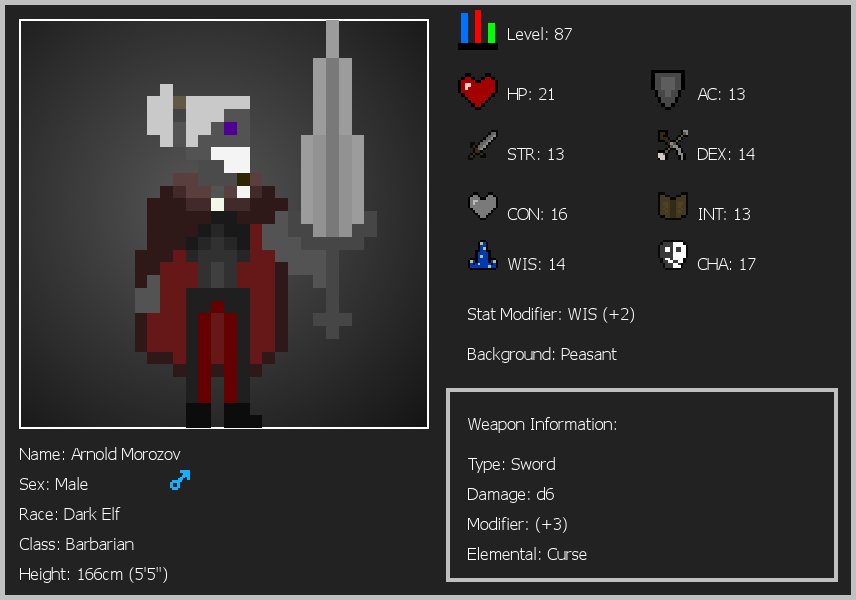 Level: 87
HP: 21
AC: 13
STR: 13
DEX: 14
CON: 16
INT: 13
WIS: 14
CHA: 17
Stat Modifier: WIS (+2)
Background: Peasant
Weapon Information:
Type: Sword
Damage: d6
Modifier: (+3)
Elemental: Curse
Name: Arnold Morozov
Sex: Male
Race: Dark Elf
Class: Barbarian
Height: 166cm (5'5")